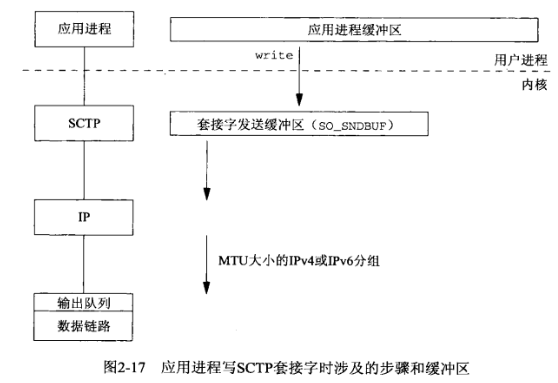 应用进程
应用进程缓冲区
write
用户进程
内核
SCTP
套接字发送缓冲区（SO_SNDBUF）
IP
MTU大小的IPv4或IPv6分组
输出队列
数据链路
图2-17 应用进程写SCTP套接字时涉及的步骤和缓冲区